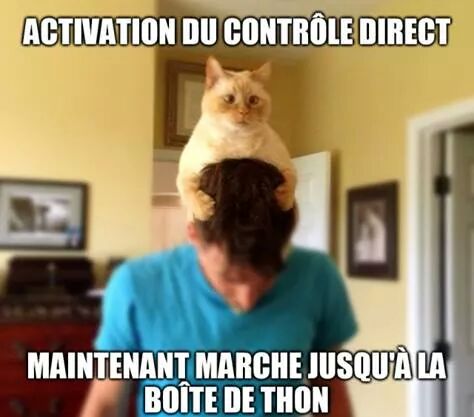 ACTIVATION DU CONTRÔLE DIRECT
MAINTENANT MARCHE JUSQU'À LA
BOÎTE DE THON